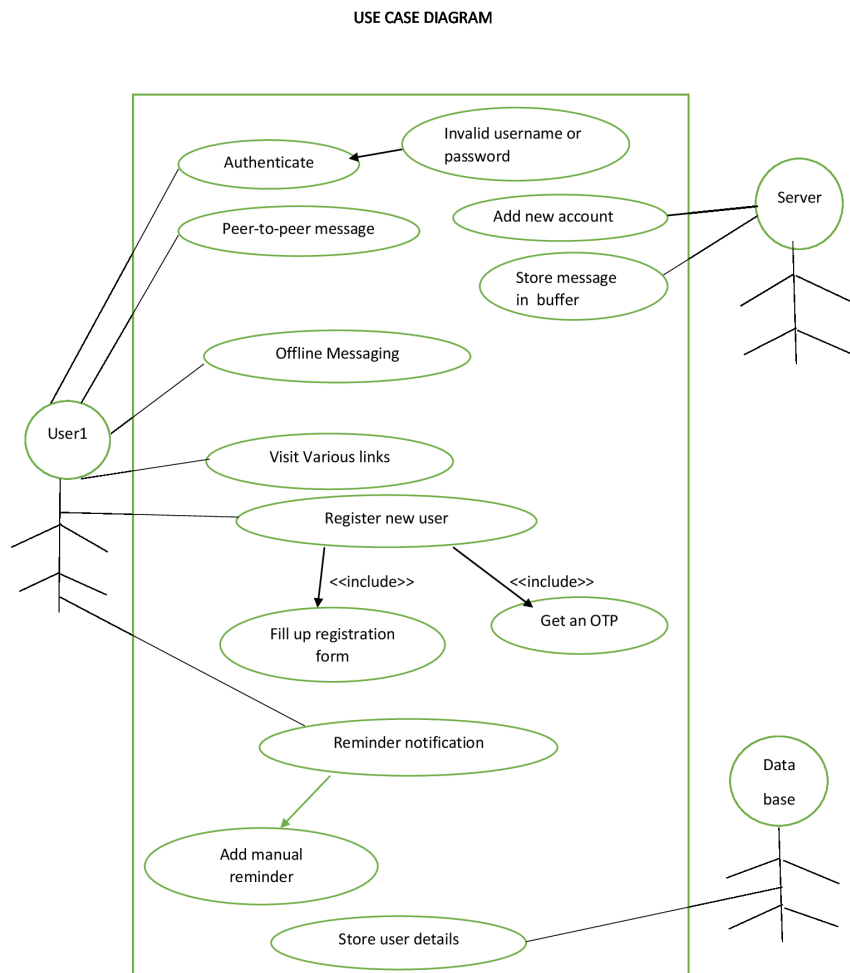 USE CASE DIAGRAM
Invalid username or
password
Authenticate
Server
Add new account
Peer-to-peer message
Store message
in buffer
Offline Messaging
User1
Visit Various links
Register new user
<<include>>
<<include>>
Get an OTP
Fill up registration
form
Reminder notification
Data
base
Add manual
reminder
Store user details